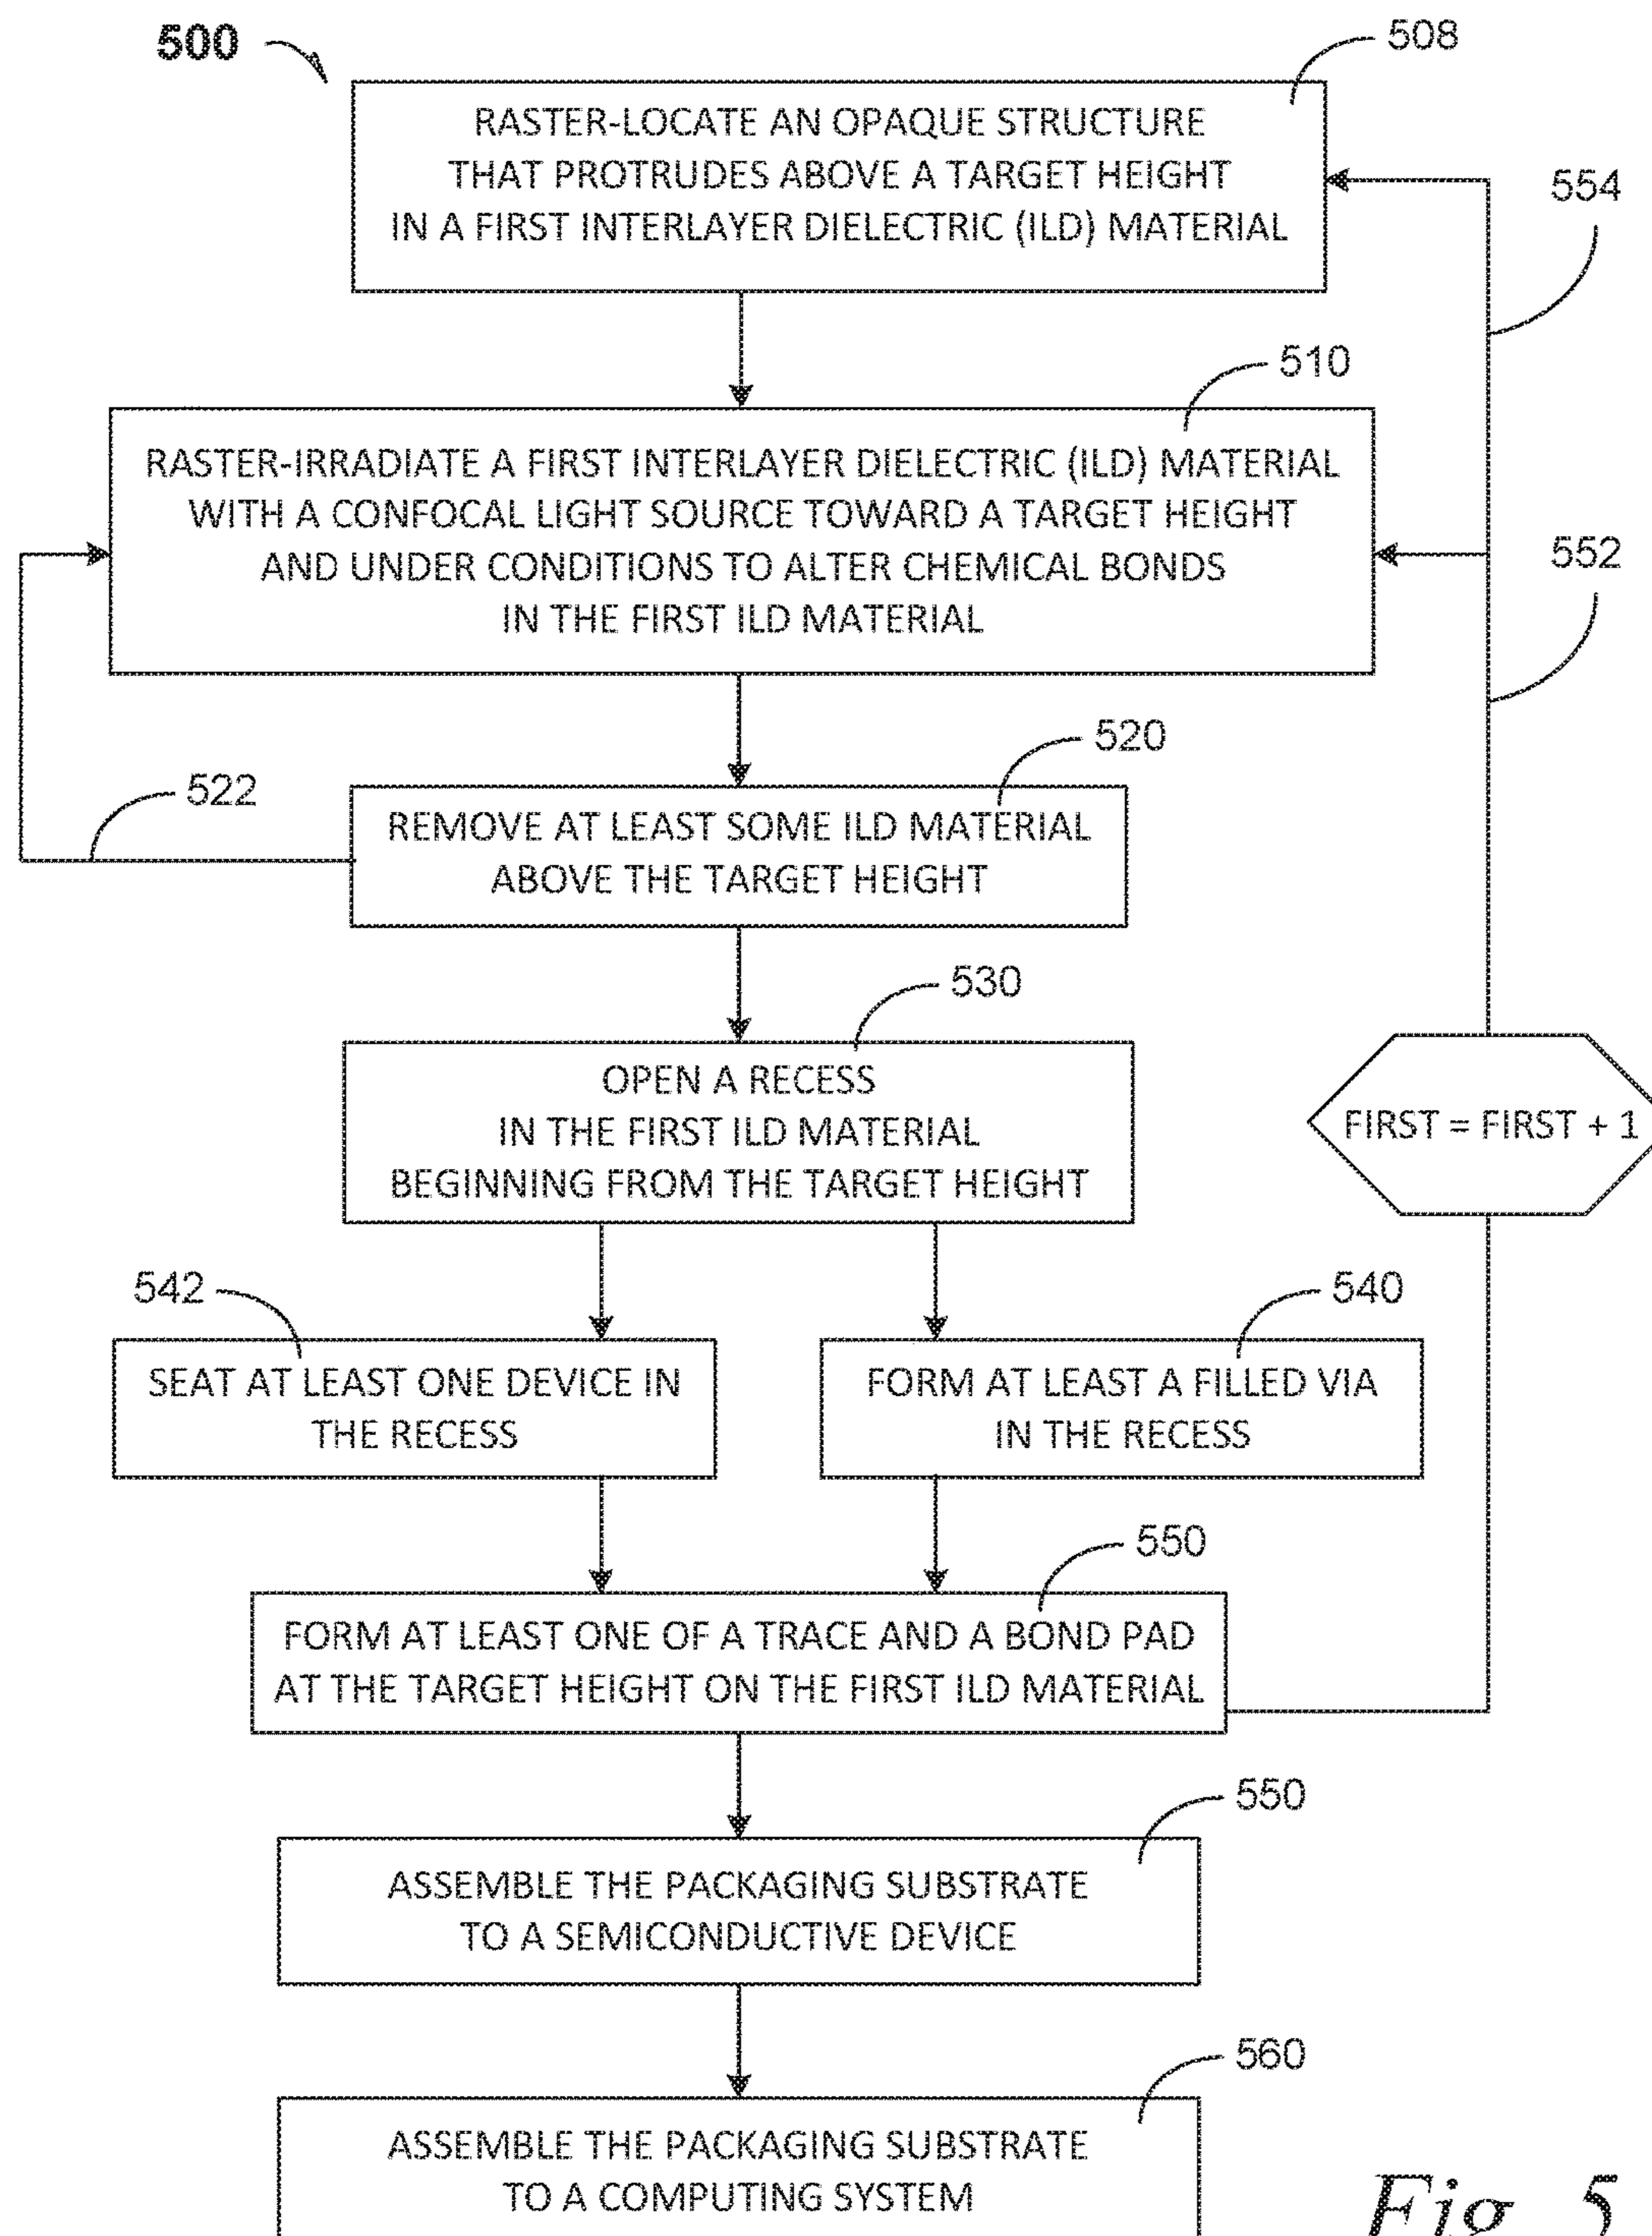 500
508
RASTER-LOCATE AN OPAQUE STRUCTURE
THAT PROTRUDES ABOVE A TARGET HEIGHT
IN A FIRST INTERLAYER DIELECTRIC (ILD) MATERIAL
554
510
RASTER-IRRADIATE A FIRST INTERLAYER DIELECTRIC (ILD) MATERIAL
WITH A CONFOCAL LIGHT SOURCE TOWARD A TARGET HEIGHT
AND UNDER CONDITIONS TO ALTER CHEMICAL BONDS
IN THE FIRST ILD MATERIAL
552
520
522
REMOVE AT LEAST SOME ILD MATERIAL
ABOVE THE TARGET HEIGHT
530
OPEN A RECESS
IN THE FIRST ILD MATERIAL
BEGINNING FROM THE TARGET HEIGHT
FIRST = FIRST + 1
542
540
SEAT AT LEAST ONE DEVICE IN
THE RECESS
FORM AT LEAST A FILLED VIA
IN THE RECESS
550
FORM AT LEAST ONE OF A TRACE AND A BOND PAD
AT THE TARGET HEIGHT ON THE FIRST ILD MATERIAL
550
ASSEMBLE THE PACKAGING SUBSTRATE
TO A SEMICONDUCTIVE DEVICE
560
ASSEMBLE THE PACKAGING SUBSTRATE
TO A COMPUTING SYSTEM
Fig. 5